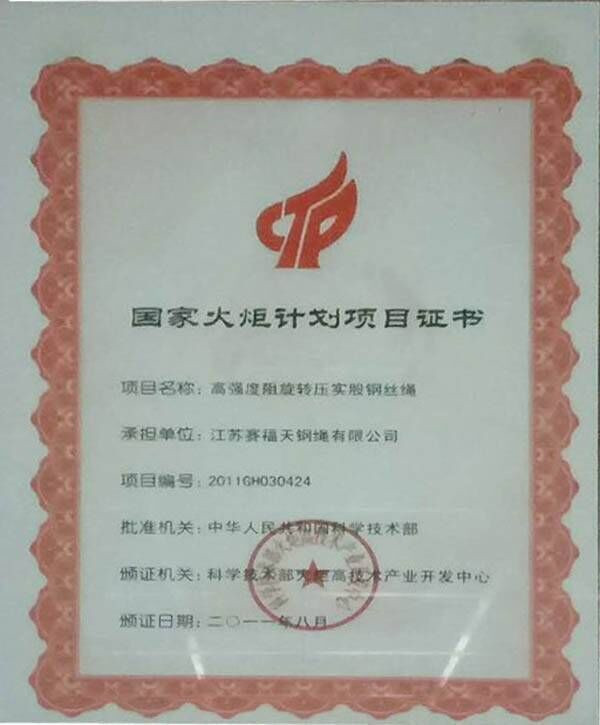 CTP
国家火炬计划项目证书
项目名称：高强度阻旋转压实股钢丝绳
承担单位：江苏赛福天钢绳有限公司
项目编号：2011GH030424
批准机关：中华人民共和国科学技术部
颁证机关：科学技术部火炬高技术产业开发中心
颁证日期：二〇一一年八月